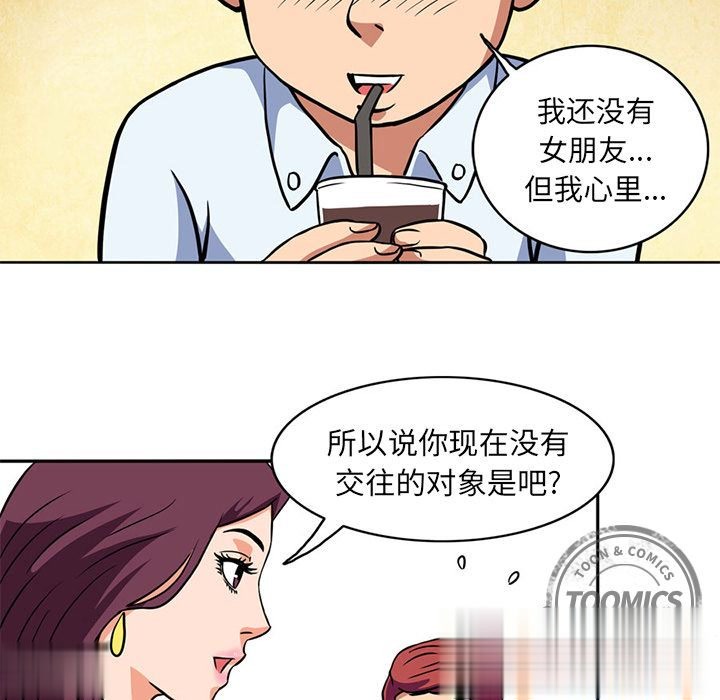 我还没有
女朋友...
但我心里...
所以说你现在没有
交往的对象是吧?
TOON & COMICS
TOOMICS